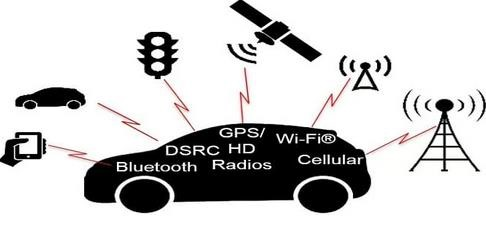 GPS/
HD
Radios
DSRC
Bluetooth
Wi-Fi®
Cellular